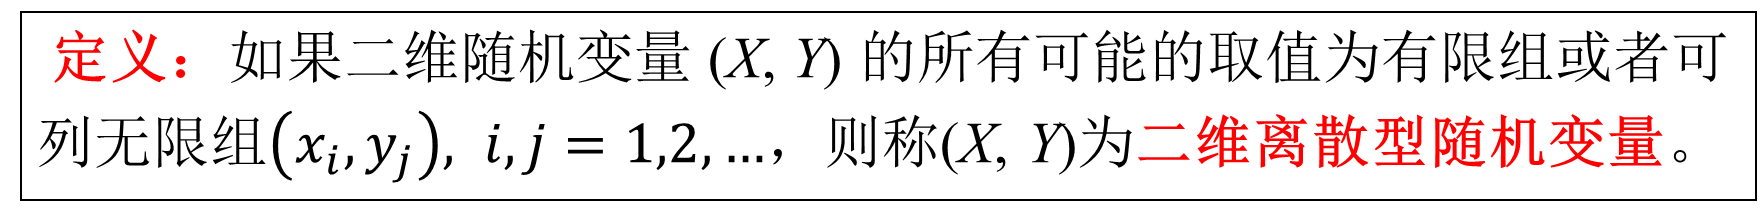 定义：如果二维随机变量 (X, Y) 的所有可能的取值为有限组或者可
列无限组(xᵢ, yⱼ), i, j = 1,2, …，则称(X, Y)为二维离散型随机变量。